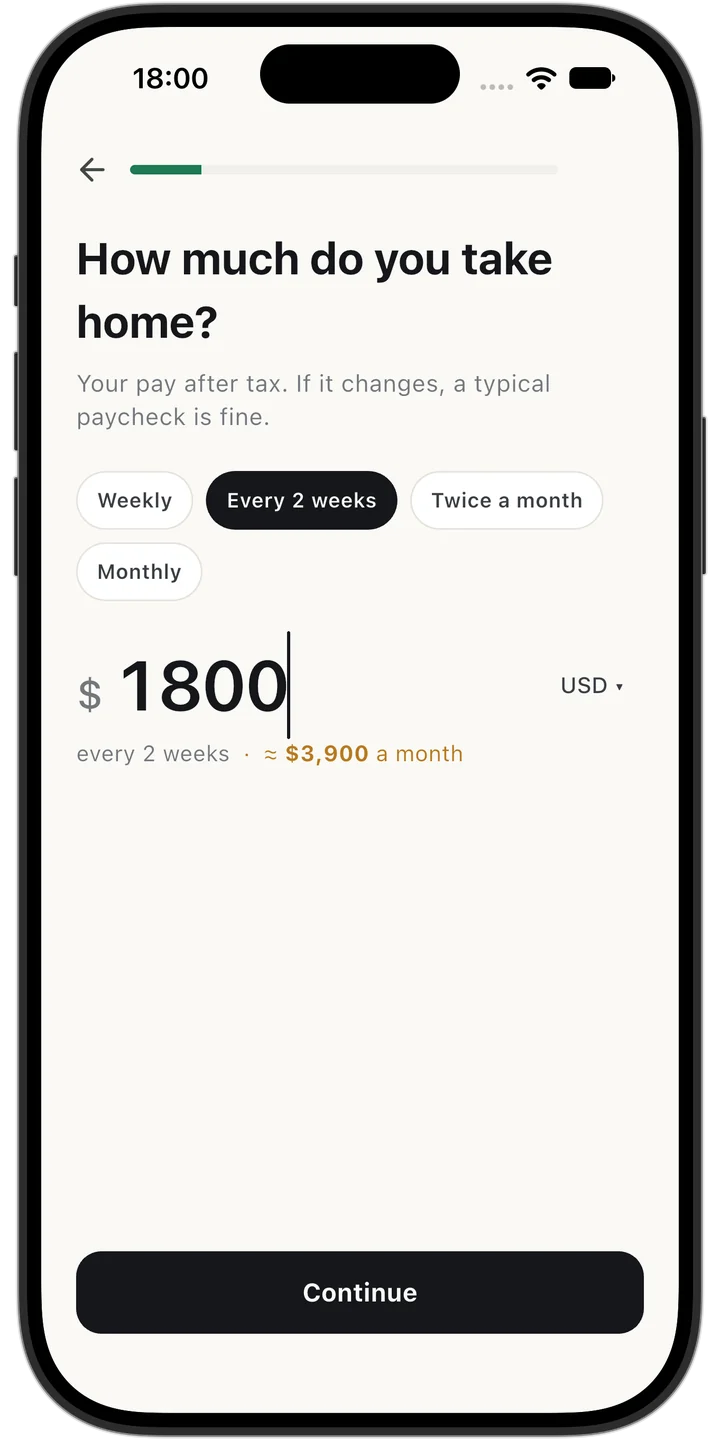 18:00
How much do you take
home?
Your pay after tax. If it changes, a typical
paycheck is fine.
Weekly Every 2 weeks Twice a month
Monthly
$ 1800 USD ▾
every 2 weeks · ≈ $3,900 a month
Continue